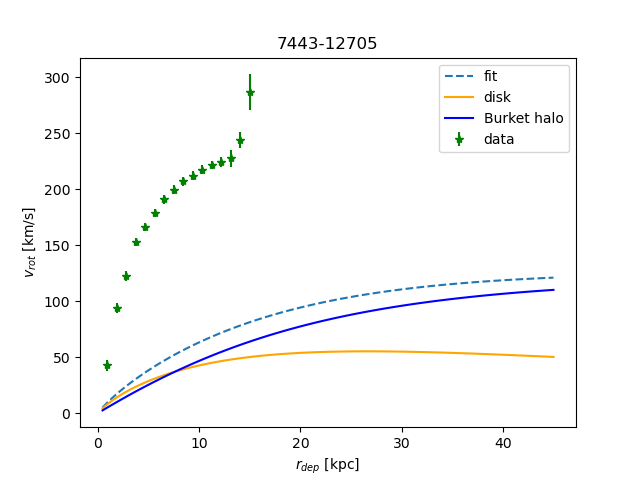 7443-12705
fit
disk
Burket halo
data
300
250
200
150
100
50
0
v_rot [km/s]
0 10 20 30 40
r_dep [kpc]